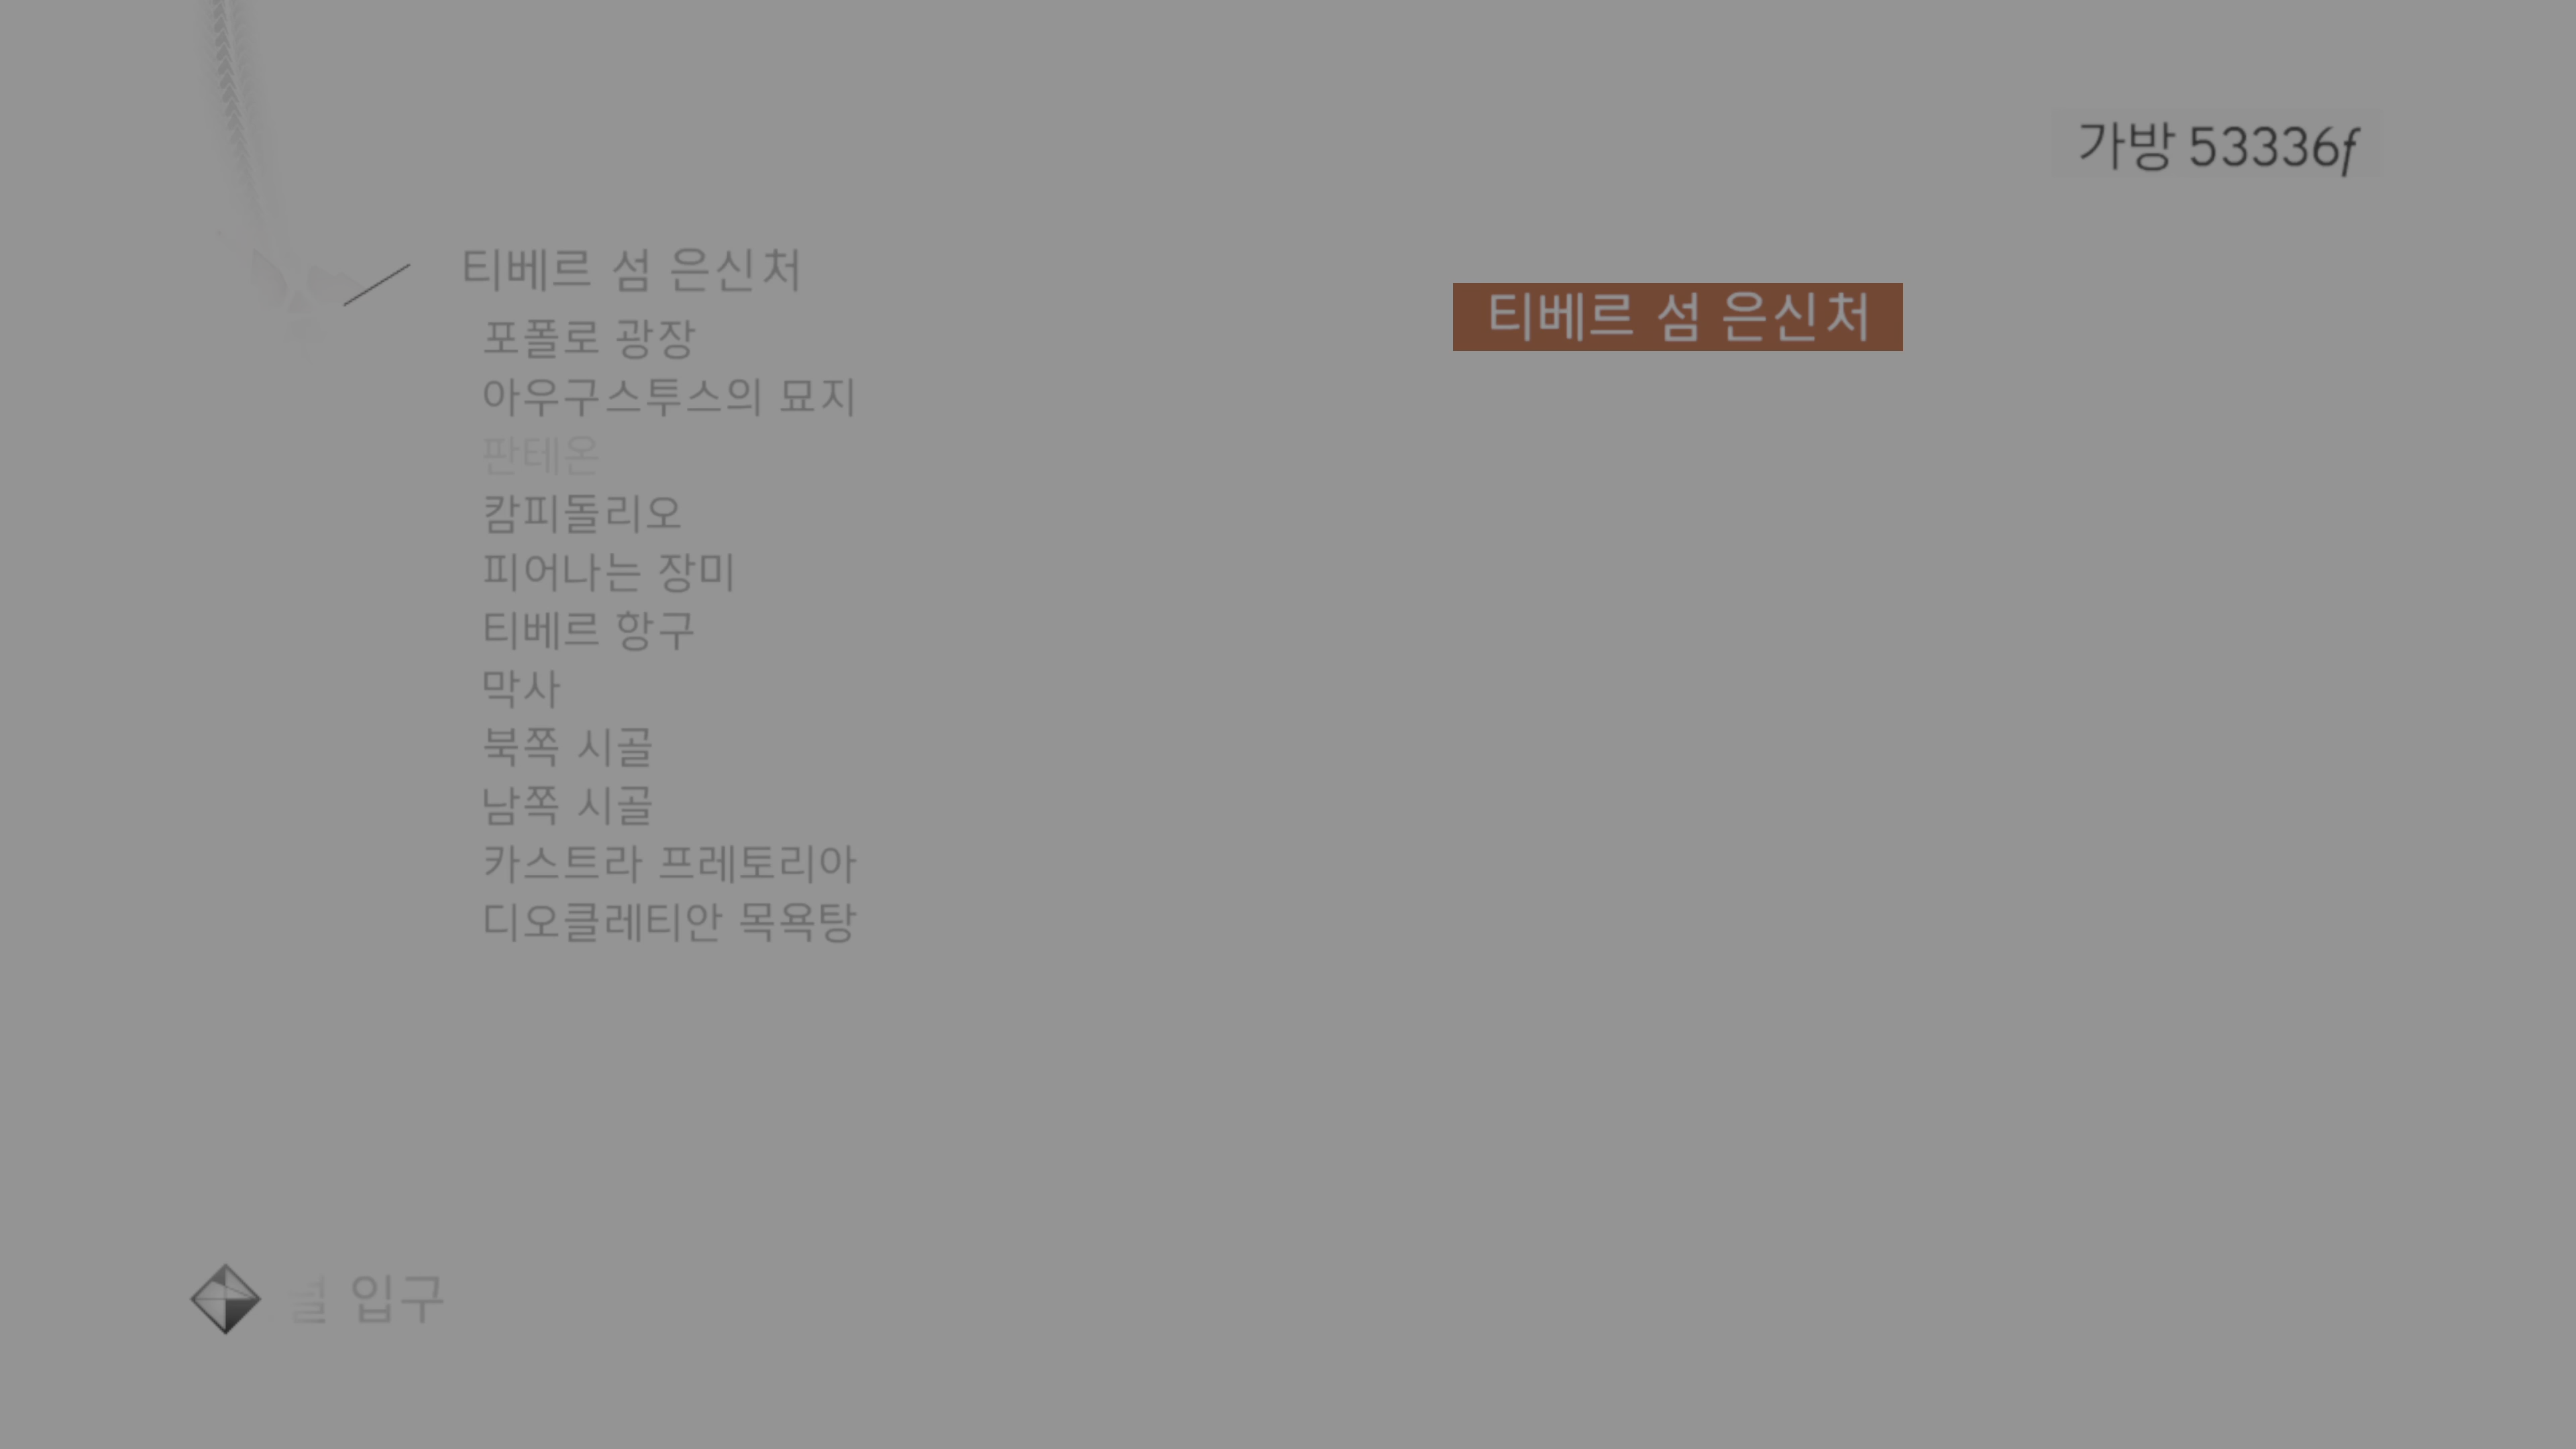 가방 53336f
티베르 섬 은신처
티베르 섬 은신처
포폴로 광장
아우구스투스의 묘지
판테온
캄피돌리오
피어나는 장미
티베르 항구
막사
북쪽 시골
남쪽 시골
카스트라 프레토리아
디오클레티안 목욕탕
입구